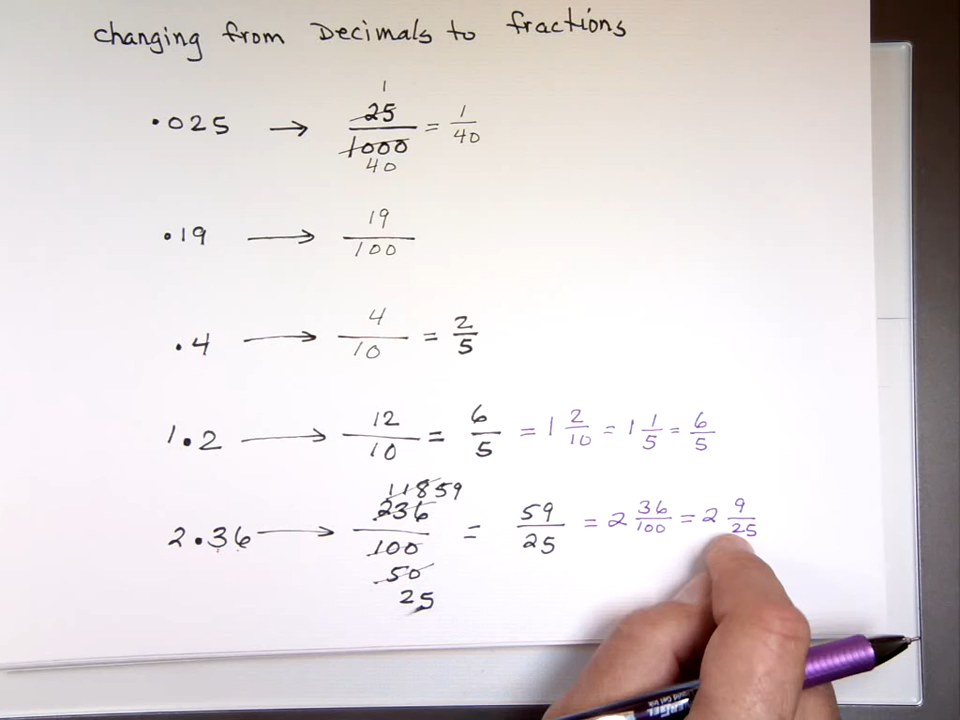 changing from Decimals to fractions
1
.025 → 25/1000 = 1/40
40
.19 → 19/100
.4 → 4/10 = 2/5
1.2 → 12/10 = 6/5 = 1 2/10 = 1 1/5 = 6/5
118 59
2.36 → 236/100 = 59/25 = 2 36/100 = 2 9/25
50
25